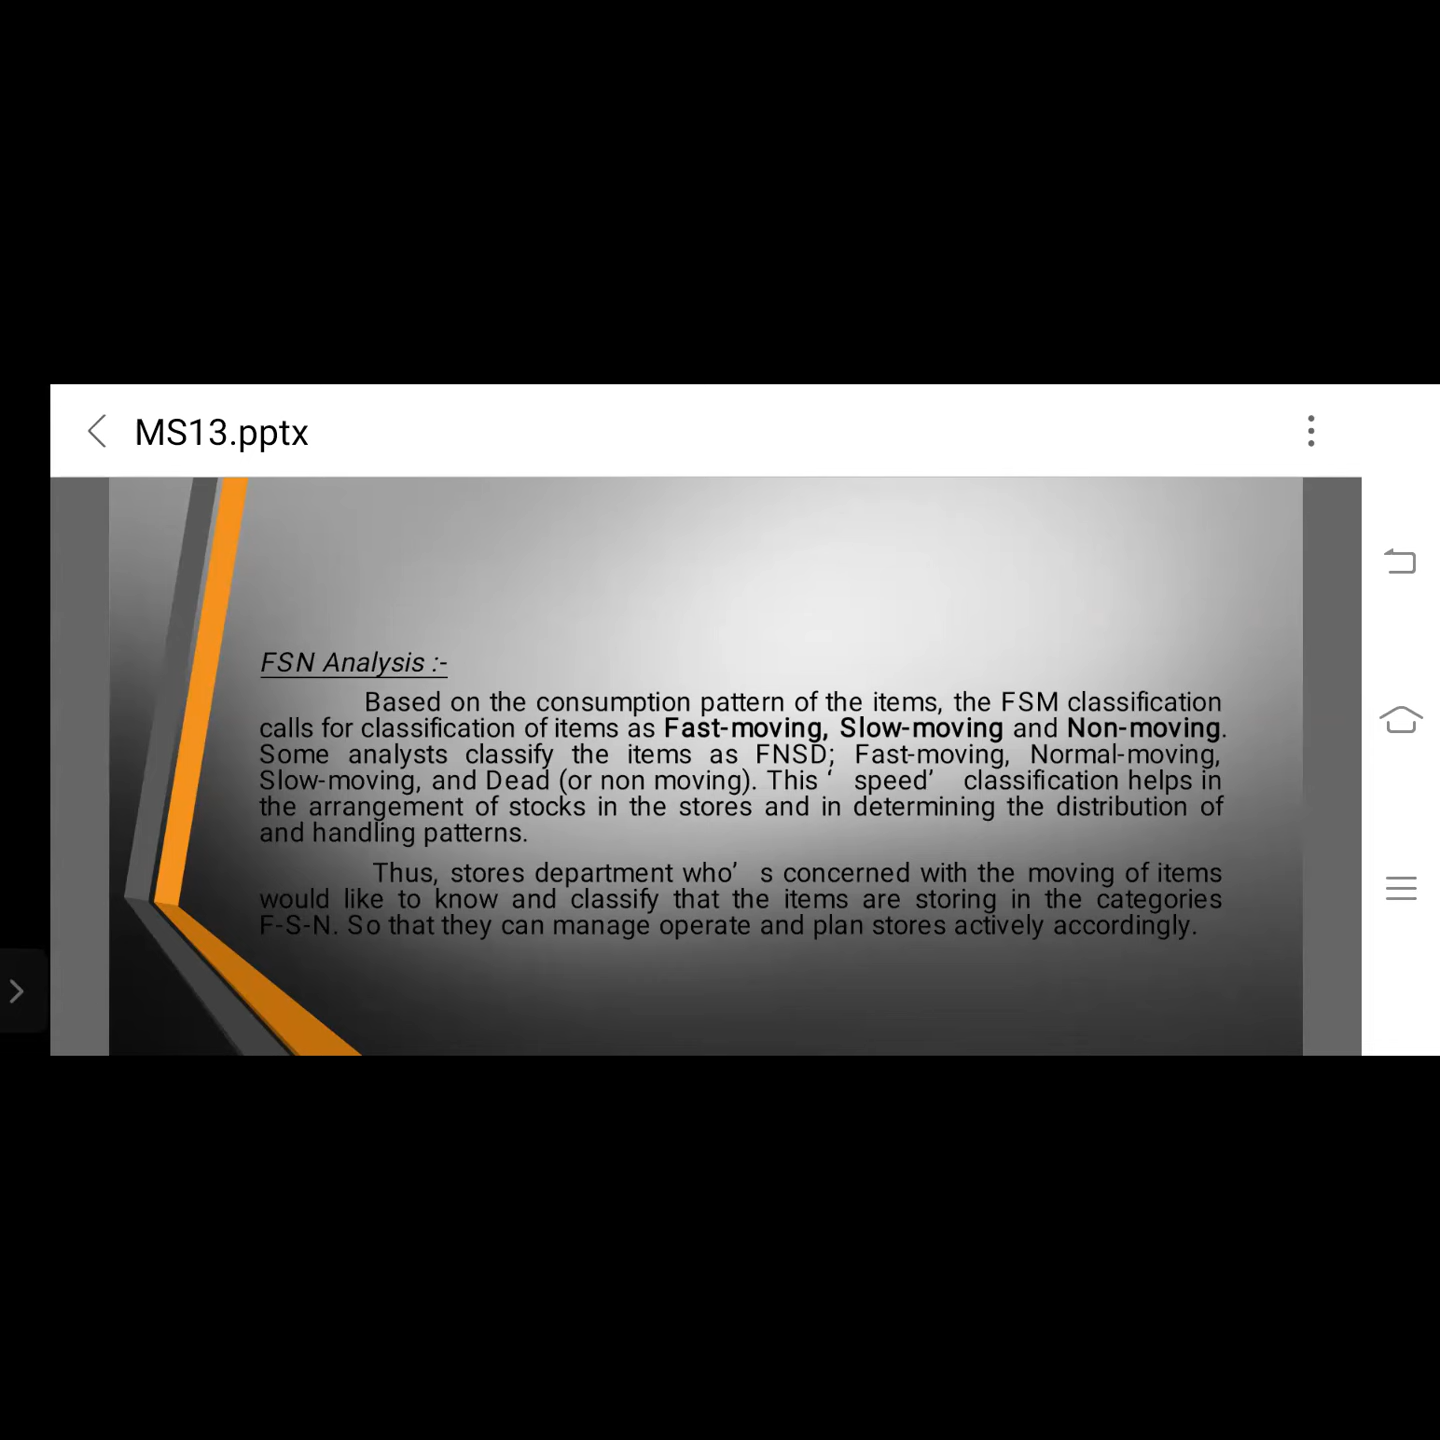 MS13.pptx
FSN Analysis :-
Based on the consumption pattern of the items, the FSM classification
calls for classification of items as Fast-moving, Slow-moving and Non-moving.
Some analysts classify the items as FNSD; Fast-moving, Normal-moving,
Slow-moving, and Dead (or non moving). This ‘ speed’ classification helps in
the arrangement of stocks in the stores and in determining the distribution of
and handling patterns.
Thus, stores department who’ s concerned with the moving of items
would like to know and classify that the items are storing in the categories
F-S-N. So that they can manage operate and plan stores actively accordingly.